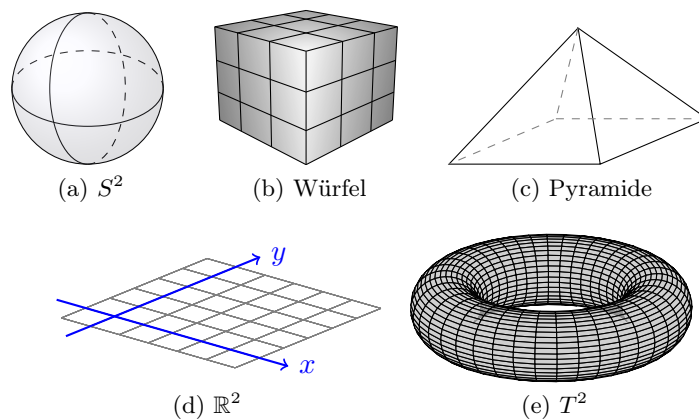 (a) S²
(b) Würfel
(c) Pyramide
y
x
(d) ℝ²
(e) T²